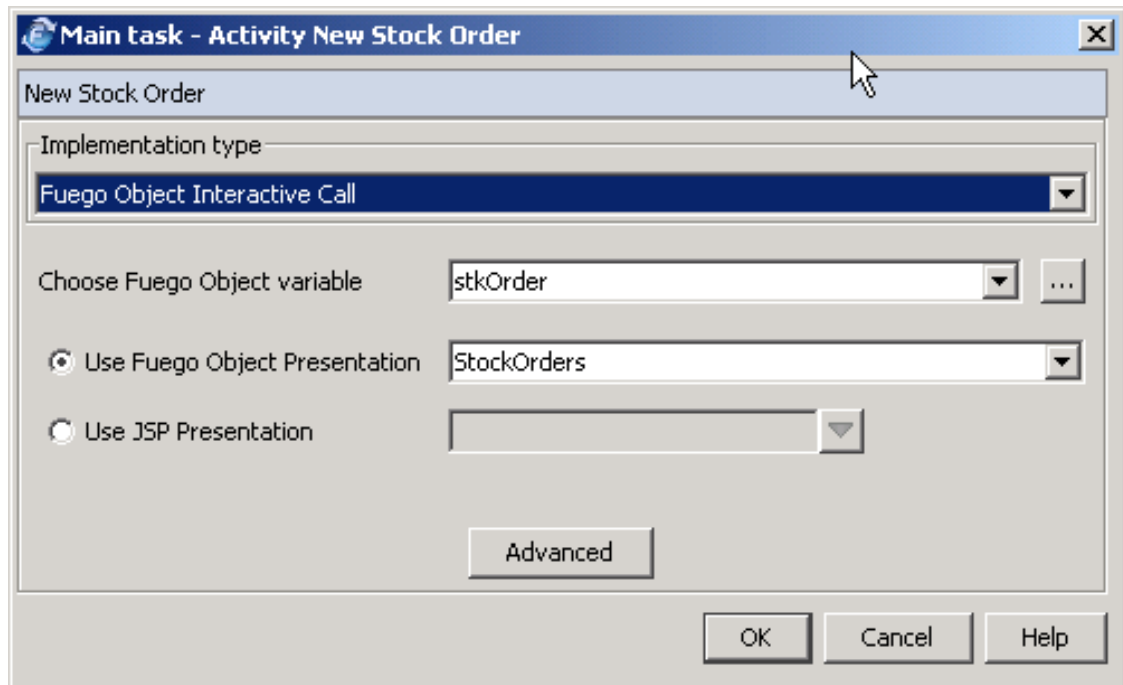 Main task - Activity New Stock Order
New Stock Order
Implementation type
Fuego Object Interactive Call
Choose Fuego Object variable stkOrder ...
Use Fuego Object Presentation StockOrders
Use JSP Presentation
Advanced
OK Cancel Help